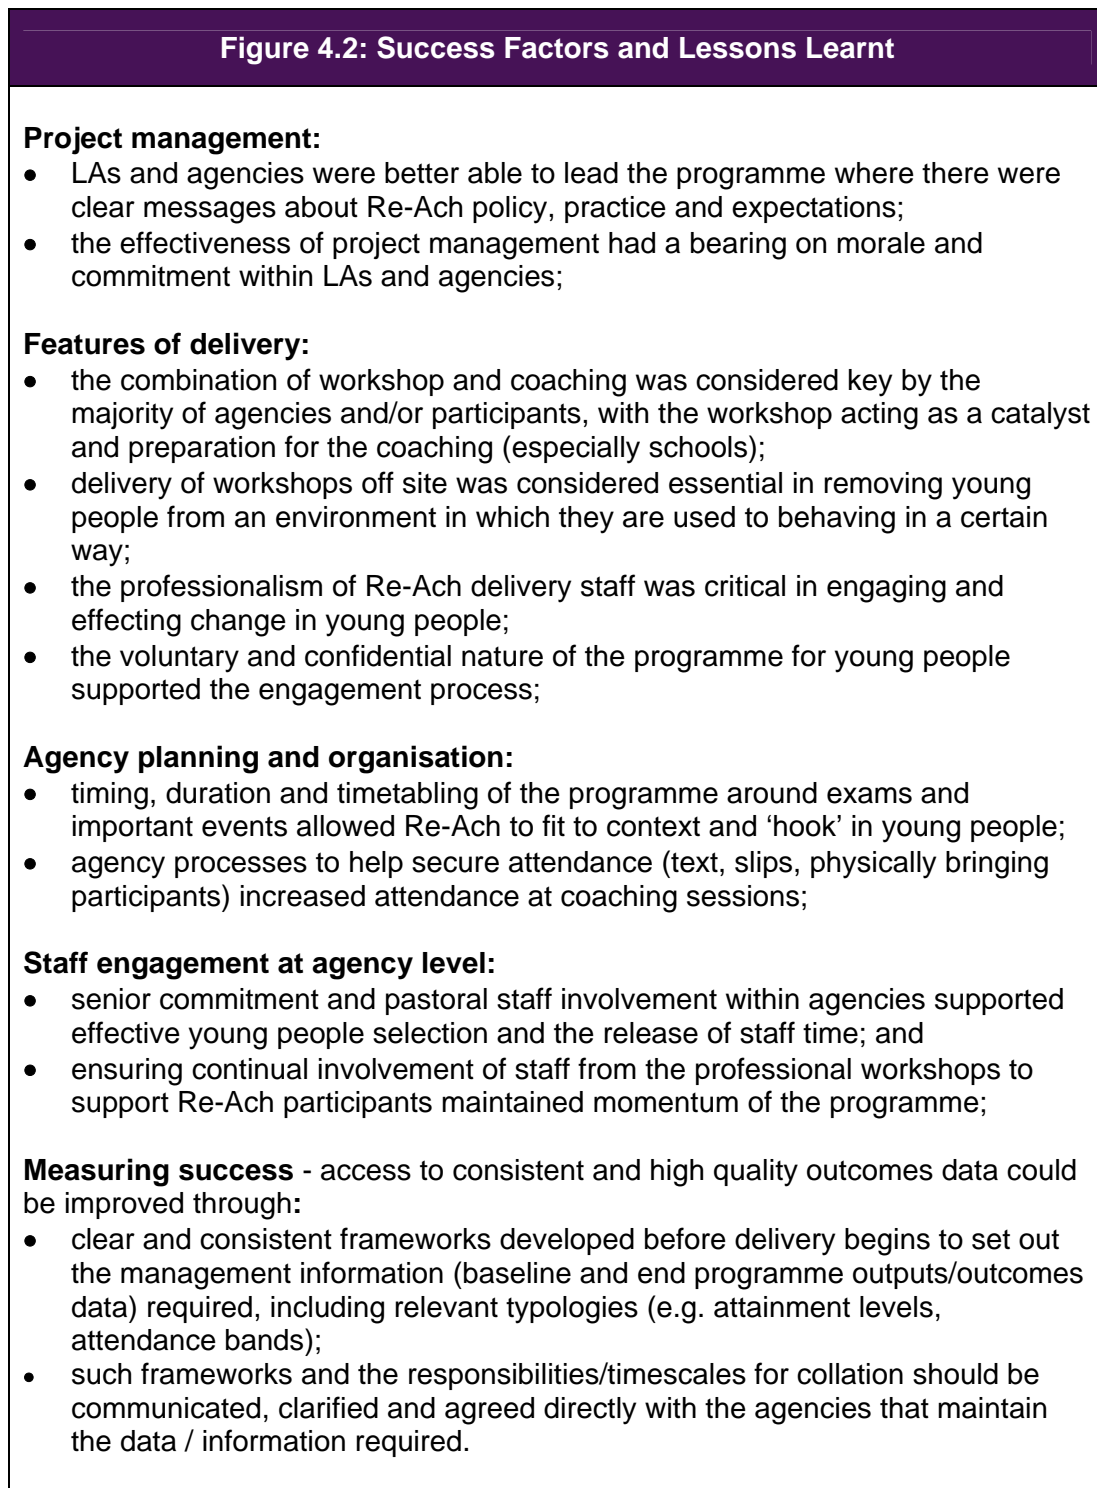 Figure 4.2: Success Factors and Lessons Learnt
Project management:
• LAs and agencies were better able to lead the programme where there were
clear messages about Re-Ach policy, practice and expectations;
• the effectiveness of project management had a bearing on morale and
commitment within LAs and agencies;
Features of delivery:
• the combination of workshop and coaching was considered key by the
majority of agencies and/or participants, with the workshop acting as a catalyst
and preparation for the coaching (especially schools);
• delivery of workshops off site was considered essential in removing young
people from an environment in which they are used to behaving in a certain
way;
• the professionalism of Re-Ach delivery staff was critical in engaging and
effecting change in young people;
• the voluntary and confidential nature of the programme for young people
supported the engagement process;
Agency planning and organisation:
• timing, duration and timetabling of the programme around exams and
important events allowed Re-Ach to fit to context and ‘hook’ in young people;
• agency processes to help secure attendance (text, slips, physically bringing
participants) increased attendance at coaching sessions;
Staff engagement at agency level:
• senior commitment and pastoral staff involvement within agencies supported
effective young people selection and the release of staff time; and
• ensuring continual involvement of staff from the professional workshops to
support Re-Ach participants maintained momentum of the programme;
Measuring success - access to consistent and high quality outcomes data could
be improved through:
• clear and consistent frameworks developed before delivery begins to set out
the management information (baseline and end programme outputs/outcomes
data) required, including relevant typologies (e.g. attainment levels,
attendance bands);
• such frameworks and the responsibilities/timescales for collation should be
communicated, clarified and agreed directly with the agencies that maintain
the data / information required.